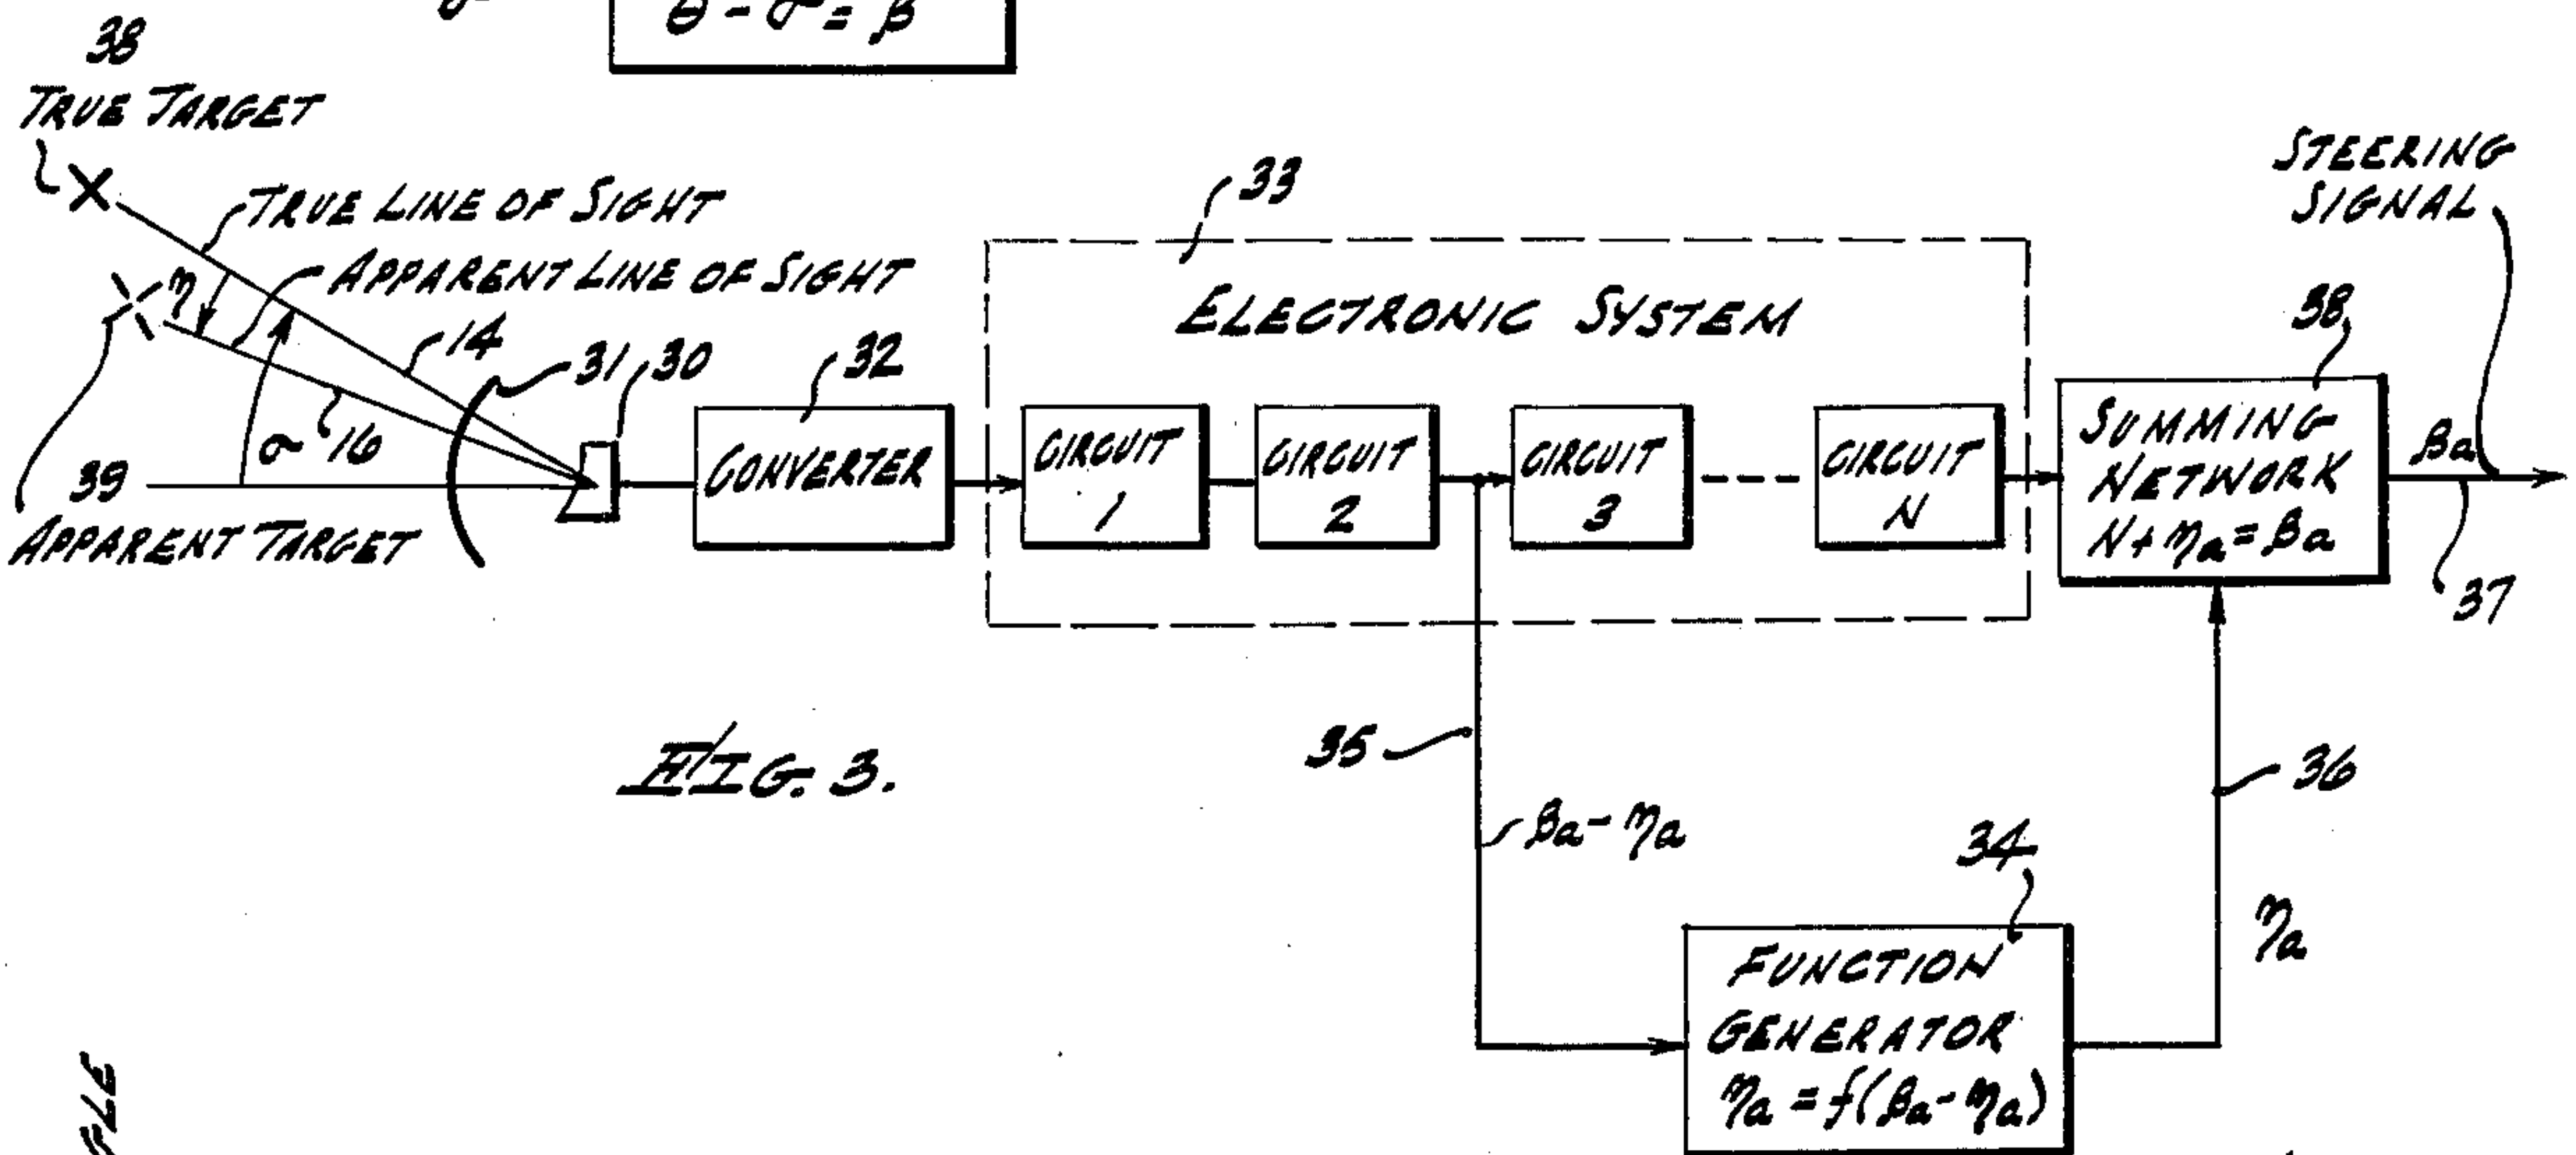 θ - σ = β
38
TRUE TARGET
TRUE LINE OF SIGHT
APPARENT LINE OF SIGHT
η
14
31
30
σ
16
39
APPARENT TARGET
32
CONVERTER
33
ELECTRONIC SYSTEM
CIRCUIT
1
CIRCUIT
2
CIRCUIT
3
CIRCUIT
N
38
SUMMING
NETWORK
N + ηa = βa
STEERING
SIGNAL
βa
37
35
βa - ηa
36
ηa
34
FUNCTION
GENERATOR
ηa = f(βa - ηa)
FIG. 3.